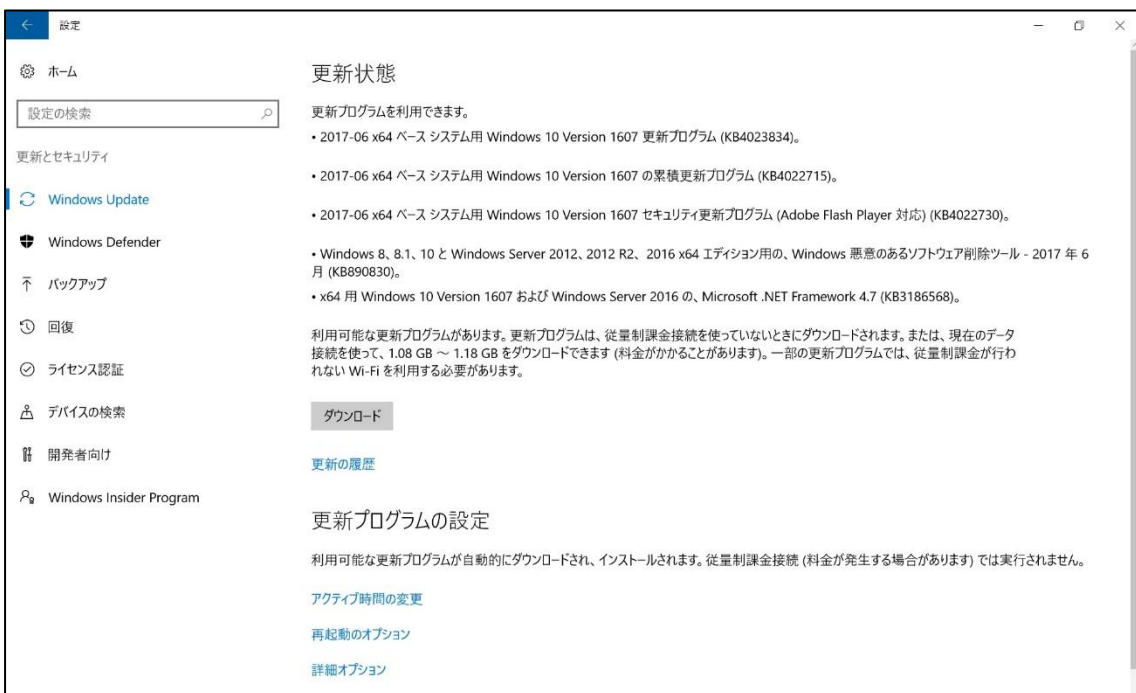 設定
ホーム
設定の検索
更新とセキュリティ
Windows Update
Windows Defender
バックアップ
回復
ライセンス認証
デバイスの検索
開発者向け
Windows Insider Program
更新状態
更新プログラムを利用できます。
• 2017-06 x64 ベース システム用 Windows 10 Version 1607 更新プログラム (KB4023834)。
• 2017-06 x64 ベース システム用 Windows 10 Version 1607 の累積更新プログラム (KB4022715)。
• 2017-06 x64 ベース システム用 Windows 10 Version 1607 セキュリティ更新プログラム (Adobe Flash Player 対応) (KB4022730)。
• Windows 8、8.1、10 と Windows Server 2012、2012 R2、 2016 x64 エディション用の、Windows 悪意のあるソフトウェア削除ツール - 2017 年 6
月 (KB890830)。
• x64 用 Windows 10 Version 1607 および Windows Server 2016 の、Microsoft .NET Framework 4.7 (KB3186568)。
利用可能な更新プログラムがあります。更新プログラムは、従量制課金接続を使っていないときにダウンロードされます。または、現在のデータ
接続を使って、1.08 GB ～ 1.18 GB をダウンロードできます (料金がかかることがあります)。一部の更新プログラムでは、従量制課金が行わ
れない Wi-Fi を利用する必要があります。
ダウンロード
更新の履歴
更新プログラムの設定
利用可能な更新プログラムが自動的にダウンロードされ、インストールされます。従量制課金接続 (料金が発生する場合があります) では実行されません。
アクティブ時間の変更
再起動のオプション
詳細オプション